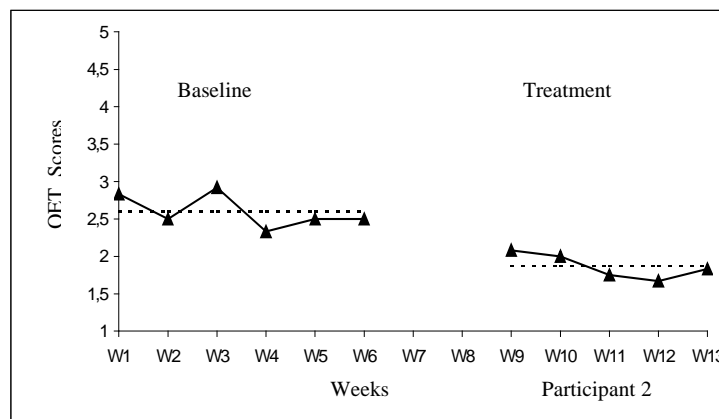 5
4,5
4
3,5
3
2,5
2
1,5
1
OET Scores
Baseline
Treatment
W1 W2 W3 W4 W5 W6 W7 W8 W9 W10 W11 W12 W13
Weeks
Participant 2